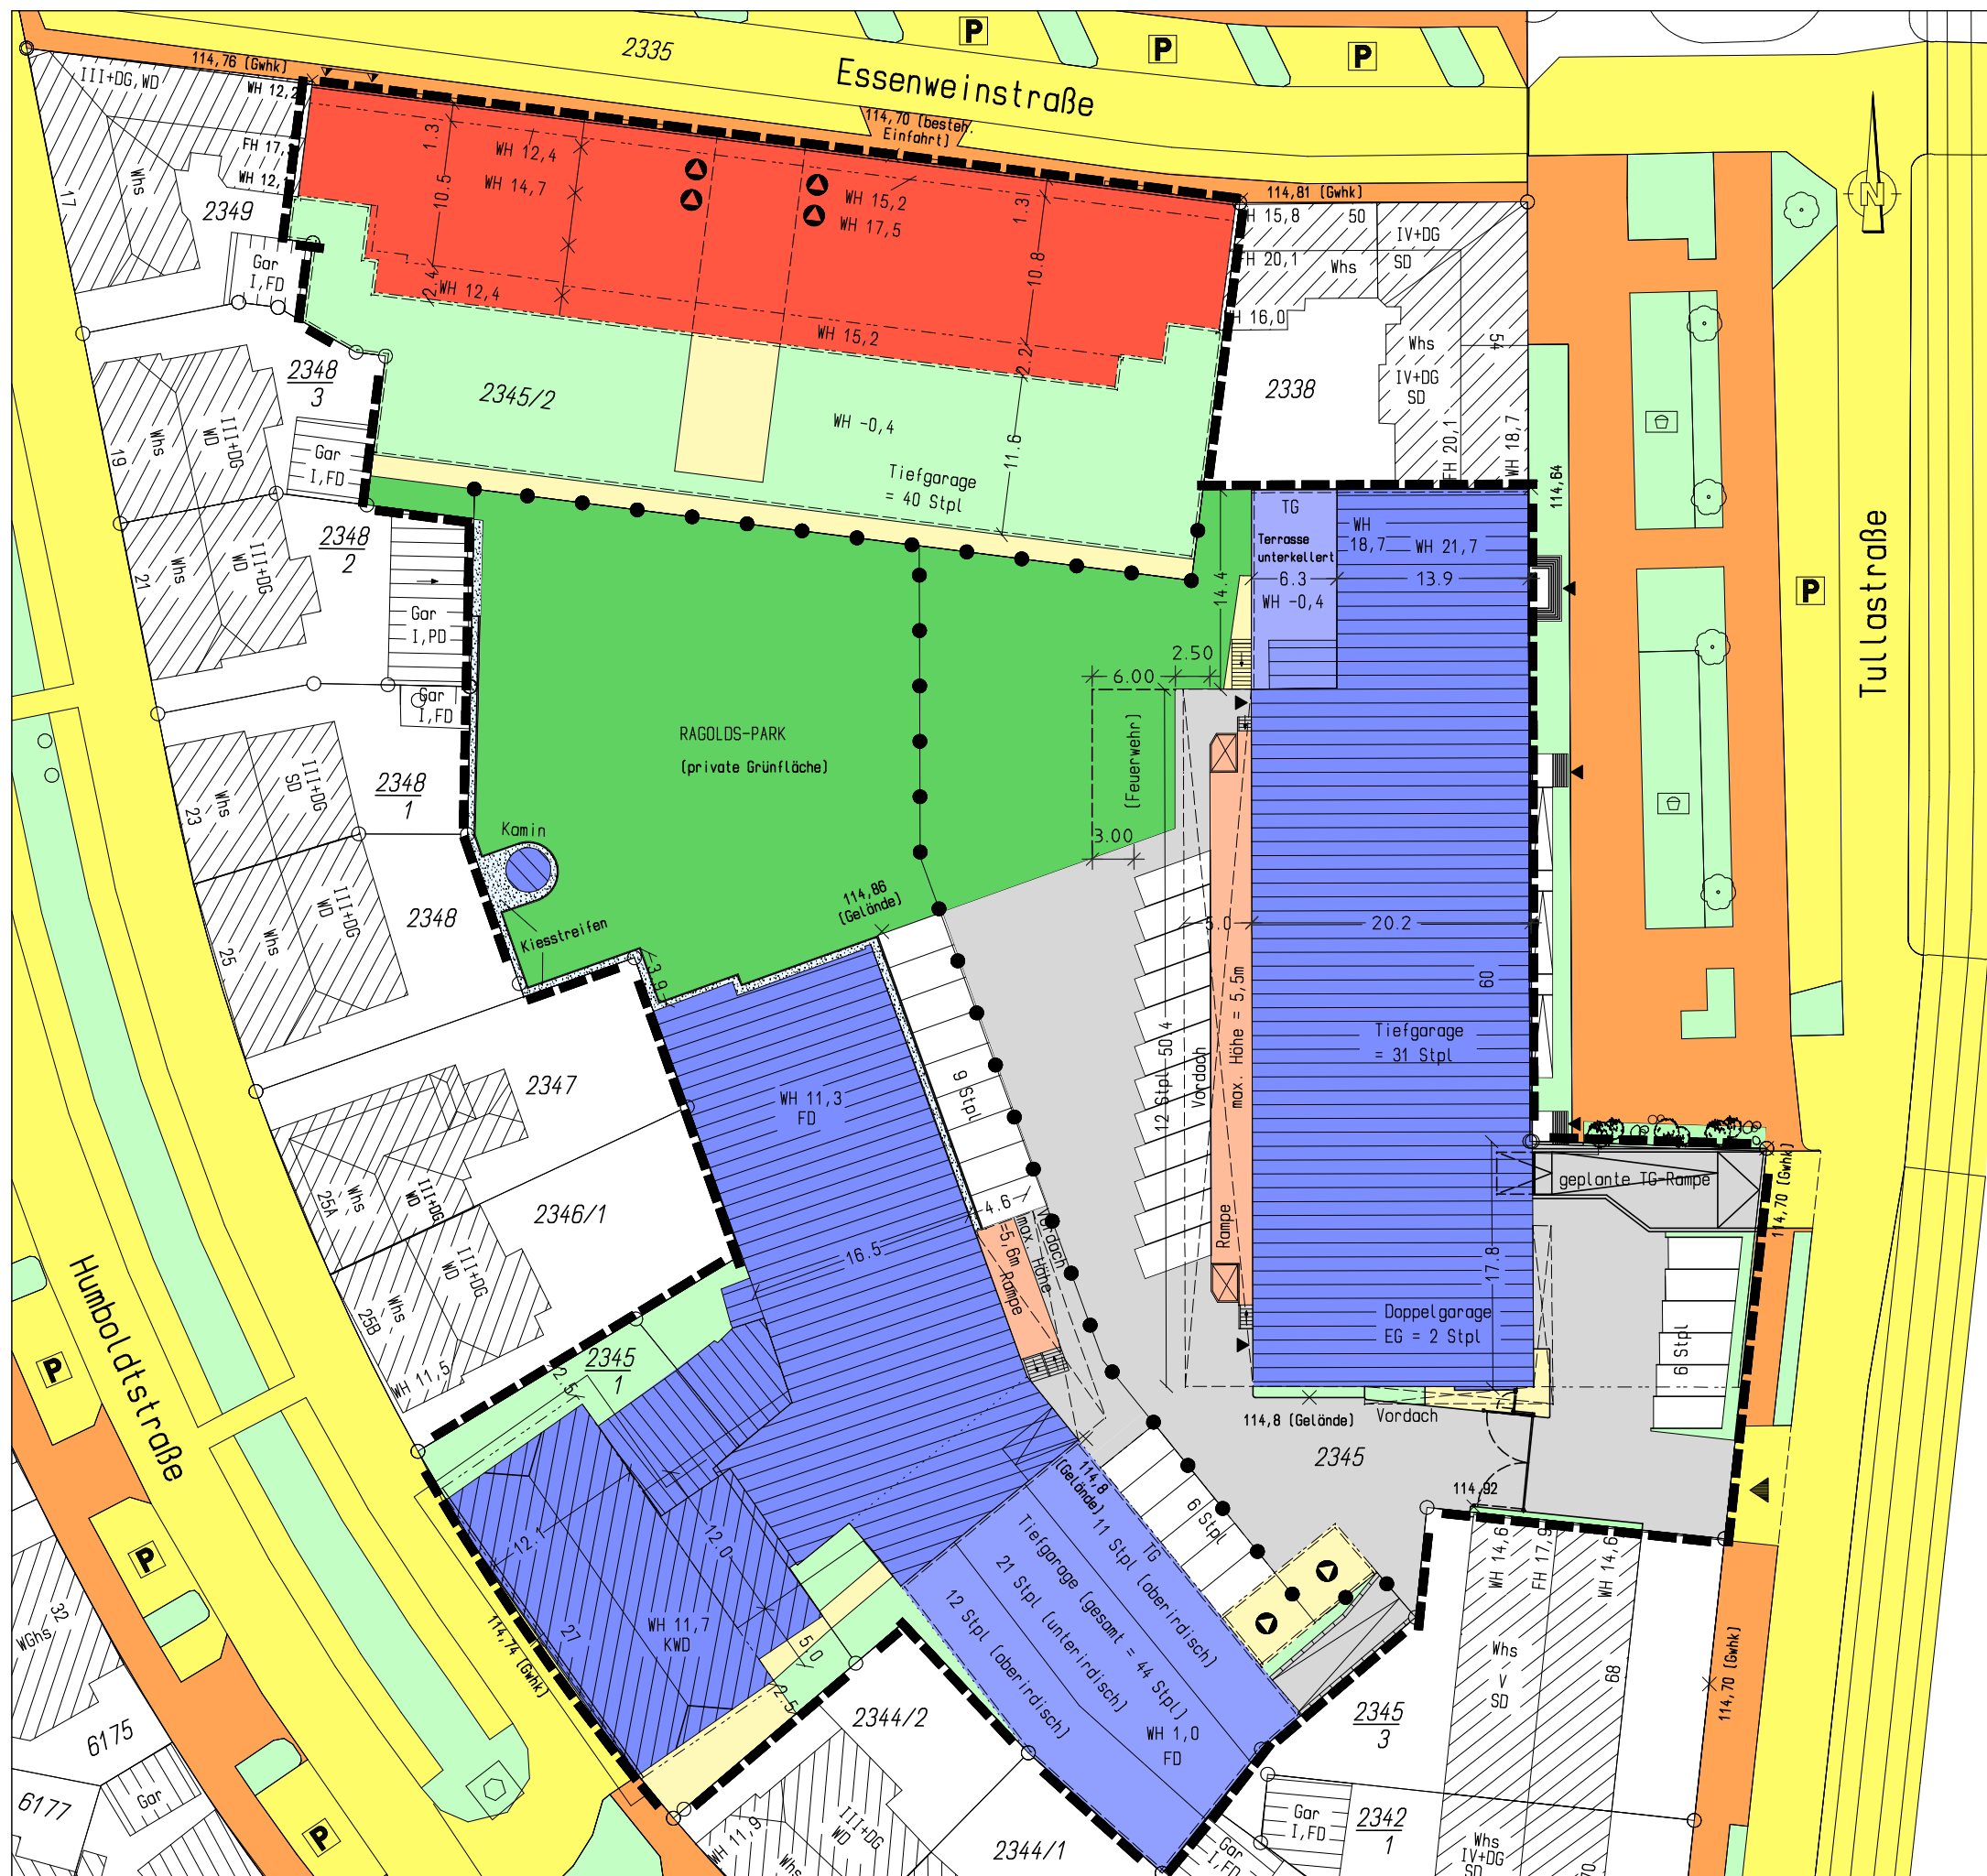 2335
P
P
P
Essenweinstraße
114,76 (Gwhk)
III+DG,WD
WH 12,2
FH 17,
WH 12,
Whs
17
2349
Gar
I,FD
114,70 (besteh.
Einfahrt)
1.3
WH 12,4
WH 14,7
10.5
2.4
WH 12,4
WH 15,2
WH 17,5
1.3
10.8
WH 15,2
2.2
114,81 (Gwhk)
H 15,8
50
IV+DG
SD
FH 20,1
Whs
H 16,0
Whs
54
IV+DG
SD
2338
FH 20,1
WH 18,7
114,64
N
2348
3
2345/2
WH -0,4
11.6
Tiefgarage
= 40 Stpl
19
Whs
III+DG
WD
Gar
I,FD
2348
2
21
Whs
III+DG
WD
Gar
I,PD
Gar
I,FD
TG
Terrasse
unterkellert
6.3
WH -0,4
WH
18,7
WH 21,7
13.9
14.4
2.50
6.00
(Feuerwehr)
3.00
P
Tullastraße
RAGOLDS-PARK
(private Grünfläche)
23
Whs
III+DG
SD
2348
1
Kamin
114,86
(Gelände)
25
Whs
III+DG
WD
2348
Kiesstreifen
3.9
5.0
20.2
60
max. Höhe = 5,5m
Tiefgarage
= 31 Stpl
12 Stpl
50.4
Vordach
Rampe
9 Stpl
WH 11,3
FD
2347
2346/1
25A
Whs
III+DG
WD
25B
Whs
III+DG
WD
WH 11,5
4.6
16.5
Vordach
max. Höhe
=5,6m
Rampe
geplante TG-Rampe
114,70 (Gwhk)
17.8
Doppelgarage
EG = 2 Stpl
6 Stpl
114,8 (Gelände)
Vordach
2345
114,92
Humboldtstraße
P
P
P
2345
1
2.5
12.1
12.0
27
WH 11,7
KWD
5.0
2.5
114,74 (Gwhk)
114,8
(Gelände)
11 Stpl (oberirdisch)
TG
Tiefgarage (gesamt = 44 Stpl)
21 Stpl (unterirdisch)
12 Stpl (oberirdisch)
6 Stpl
WH 1,0
FD
WH 14,6
FH 17,9
WH 14,6
Whs
V
SD
68
114,70 (Gwhk)
2345
3
2344/2
2344/1
WH 11,9
Whs
III+DG
WD
Gar
I,FD
Gar
I,FD
2342
1
Whs
IV+DG
SD
70
32
WGhs
6175
6177
Gar